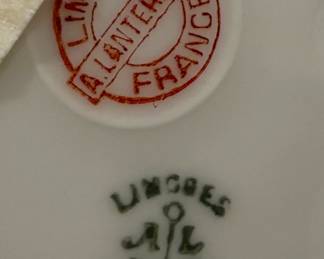 LIM
A. LANTER
FRANCE
LIMOGES
A L